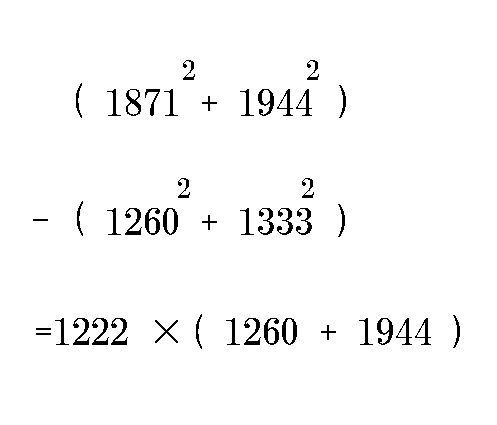 ( 1871² + 1944² )
− ( 1260² + 1333² )
=1222 ×( 1260 + 1944 )